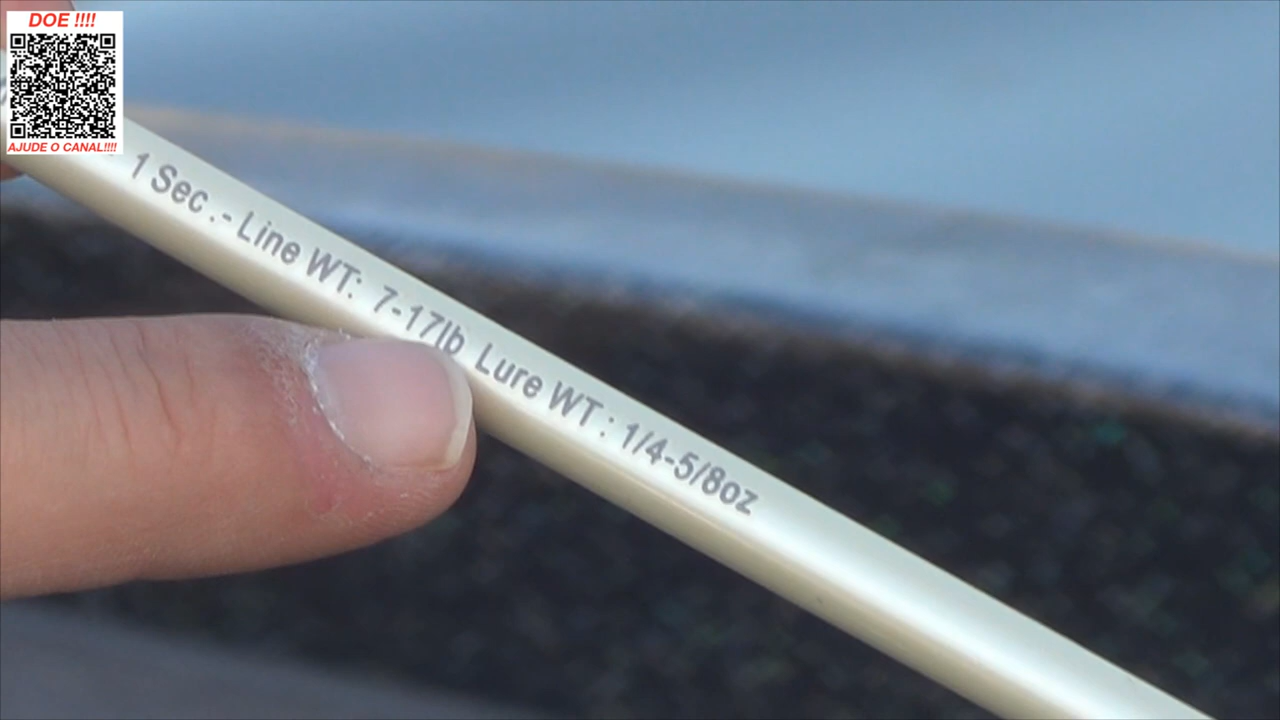 DOE !!!!
AJUDE O CANAL!!!!
1 Sec.- Line WT: 7-17lb Lure WT : 1/4-5/8oz